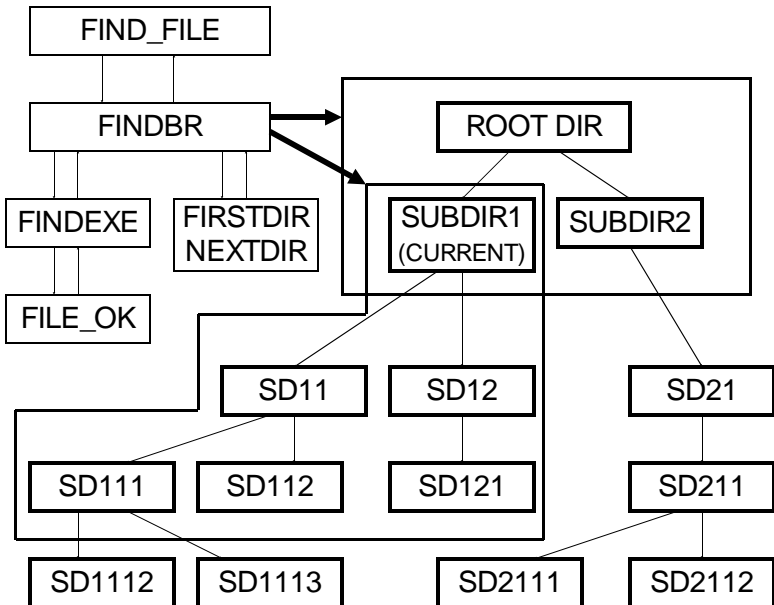 FIND_FILE
FINDBR
ROOT DIR
FINDEXE
FIRSTDIR
NEXTDIR
SUBDIR1
(CURRENT)
SUBDIR2
FILE_OK
SD11
SD12
SD21
SD111
SD112
SD121
SD211
SD1112
SD1113
SD2111
SD2112